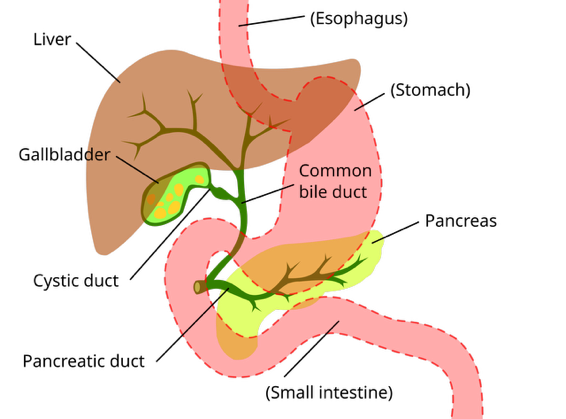 (Esophagus)
Liver
(Stomach)
Gallbladder
Common
bile duct
Pancreas
Cystic duct
Pancreatic duct
(Small intestine)